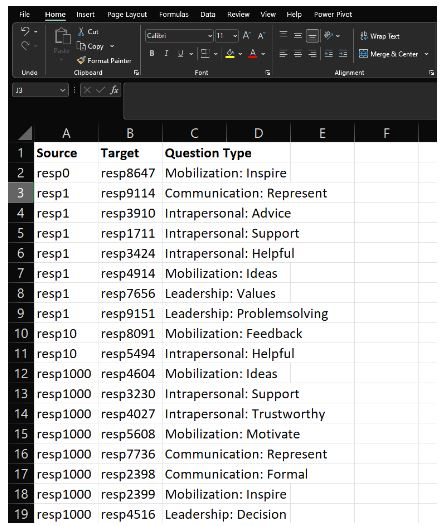 File Home Insert Page Layout Formulas Data Review View Help Power Pivot
Cut
Calibri 11 A A Wrap Text
Copy
Format Painter B I U A Merge & Center
Undo Clipboard Font Alignment
J3 fx
A B C D E F
1 Source Target Question Type
2 resp0 resp8647 Mobilization: Inspire
3 resp1 resp9114 Communication: Represent
4 resp1 resp3910 Intrapersonal: Advice
5 resp1 resp1711 Intrapersonal: Support
6 resp1 resp3424 Intrapersonal: Helpful
7 resp1 resp4914 Mobilization: Ideas
8 resp1 resp7656 Leadership: Values
9 resp1 resp9151 Leadership: Problemsolving
10 resp10 resp8091 Mobilization: Feedback
11 resp10 resp5494 Intrapersonal: Helpful
12 resp1000 resp4604 Mobilization: Ideas
13 resp1000 resp3230 Intrapersonal: Support
14 resp1000 resp4027 Intrapersonal: Trustworthy
15 resp1000 resp5608 Mobilization: Motivate
16 resp1000 resp7736 Communication: Represent
17 resp1000 resp2398 Communication: Formal
18 resp1000 resp2399 Mobilization: Inspire
19 resp1000 resp4516 Leadership: Decision